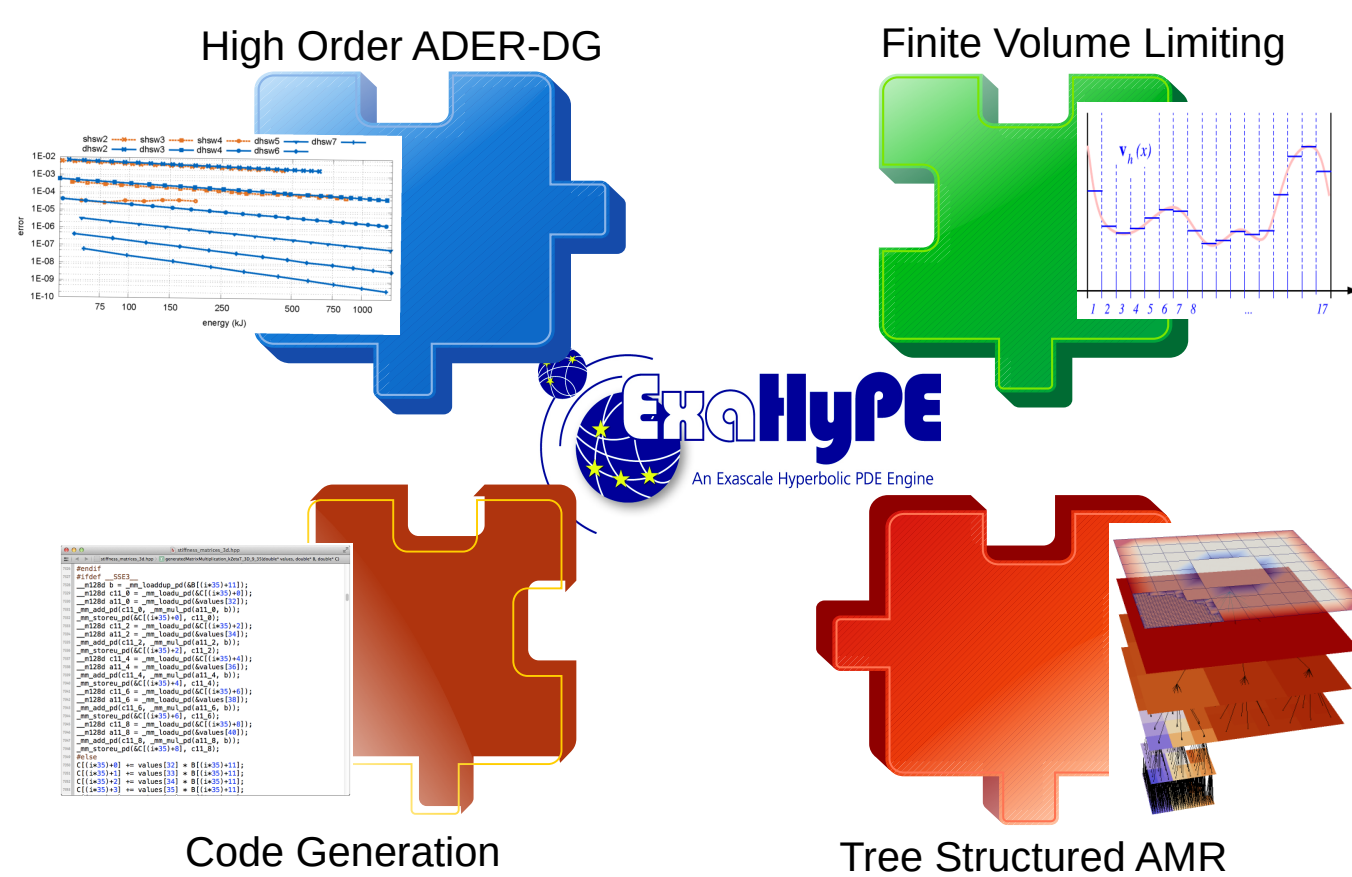 High Order ADER-DG
Finite Volume Limiting
shsw2 shsw3 shsw4 dhsw5 dhsw7
dhsw2 dhsw3 dhsw4 dhsw6
1E-02
1E-03
1E-04
1E-05
1E-06
1E-07
1E-08
1E-09
1E-10
error
75 100 150 250 500 750 1000
energy (kJ)
v_h(x)
1 2 3 4 5 6 7 8 ... 17
ExaHyPE
An Exascale Hyperbolic PDE Engine
stiffness_matrices_3d.hpp
#endif
#ifdef __SSE3__
__m128d b = _mm_loaddup_pd(&B[(i*35)+11]);
__m128d c11_0 = _mm_loadu_pd(&C[(i*35)+0]);
__m128d a11_0 = _mm_loadu_pd(&values[32]);
_mm_add_pd(c11_0, _mm_mul_pd(a11_0, b));
_mm_storeu_pd(&C[(i*35)+0], c11_0);
__m128d c11_2 = _mm_loadu_pd(&C[(i*35)+2]);
__m128d a11_2 = _mm_loadu_pd(&values[34]);
_mm_add_pd(c11_2, _mm_mul_pd(a11_2, b));
_mm_storeu_pd(&C[(i*35)+2], c11_2);
__m128d c11_4 = _mm_loadu_pd(&C[(i*35)+4]);
__m128d a11_4 = _mm_loadu_pd(&values[36]);
_mm_add_pd(c11_4, _mm_mul_pd(a11_4, b));
_mm_storeu_pd(&C[(i*35)+4], c11_4);
__m128d c11_6 = _mm_loadu_pd(&C[(i*35)+6]);
__m128d a11_6 = _mm_loadu_pd(&values[38]);
_mm_add_pd(c11_6, _mm_mul_pd(a11_6, b));
_mm_storeu_pd(&C[(i*35)+6], c11_6);
__m128d c11_8 = _mm_loadu_pd(&C[(i*35)+8]);
__m128d a11_8 = _mm_loadu_pd(&values[40]);
_mm_add_pd(c11_8, _mm_mul_pd(a11_8, b));
_mm_storeu_pd(&C[(i*35)+8], c11_8);
#else
C[(i*35)+0] += values[32] * B[(i*35)+11];
C[(i*35)+1] += values[33] * B[(i*35)+11];
C[(i*35)+2] += values[34] * B[(i*35)+11];
C[(i*35)+3] += values[35] * B[(i*35)+11];
Code Generation
Tree Structured AMR